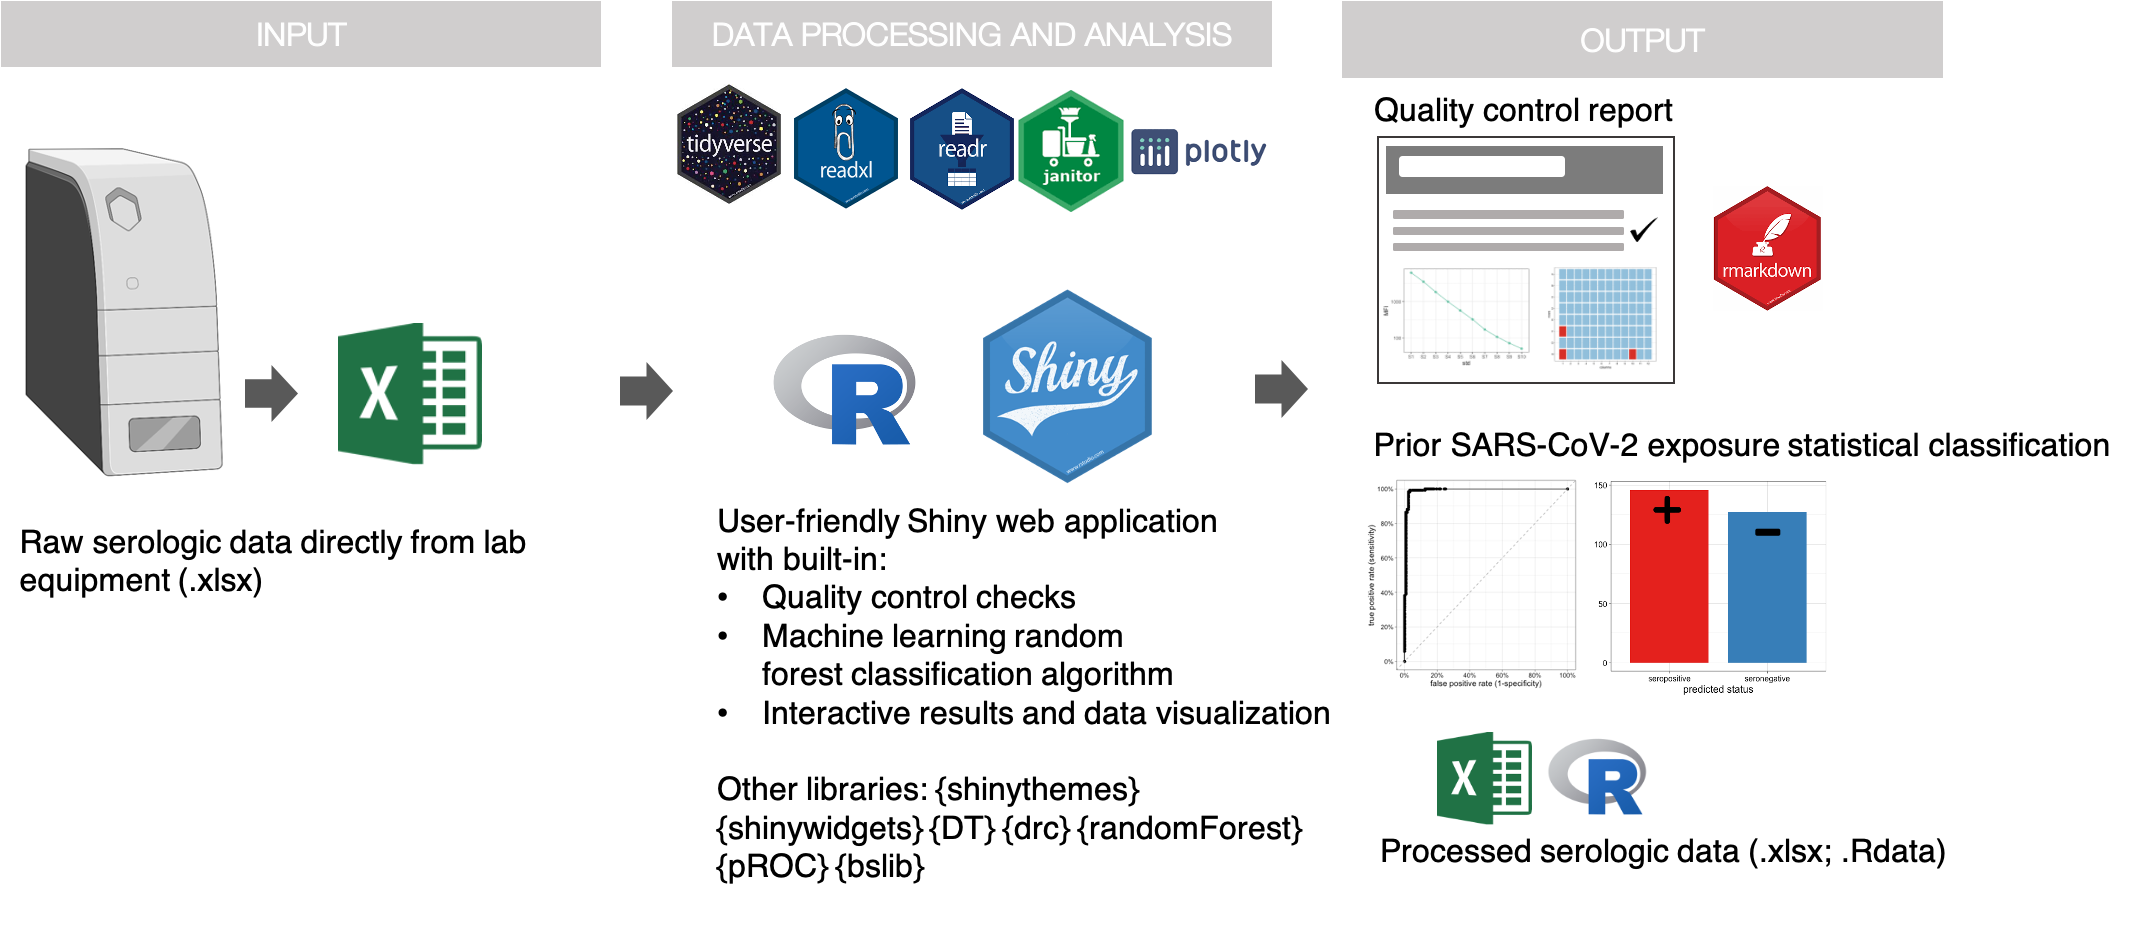 INPUT
DATA PROCESSING AND ANALYSIS
OUTPUT
Raw serologic data directly from lab
equipment (.xlsx)
tidyverse
readxl
readr
janitor
plotly
R
Shiny
www.rstudio.com
User-friendly Shiny web application
with built-in:
• Quality control checks
• Machine learning random
forest classification algorithm
• Interactive results and data visualization
Other libraries: {shinythemes}
{shinywidgets} {DT} {drc} {randomForest}
{pROC} {bslib}
Quality control report
MFI
rmarkdown
Prior SARS-CoV-2 exposure statistical classification
true positive rate (sensitivity)
100%
80%
60%
40%
20%
0%
0% 20% 40% 60% 80% 100%
false positive rate (1-specificity)
150
100
50
0
seropositive seronegative
predicted status
X
R
Processed serologic data (.xlsx; .Rdata)